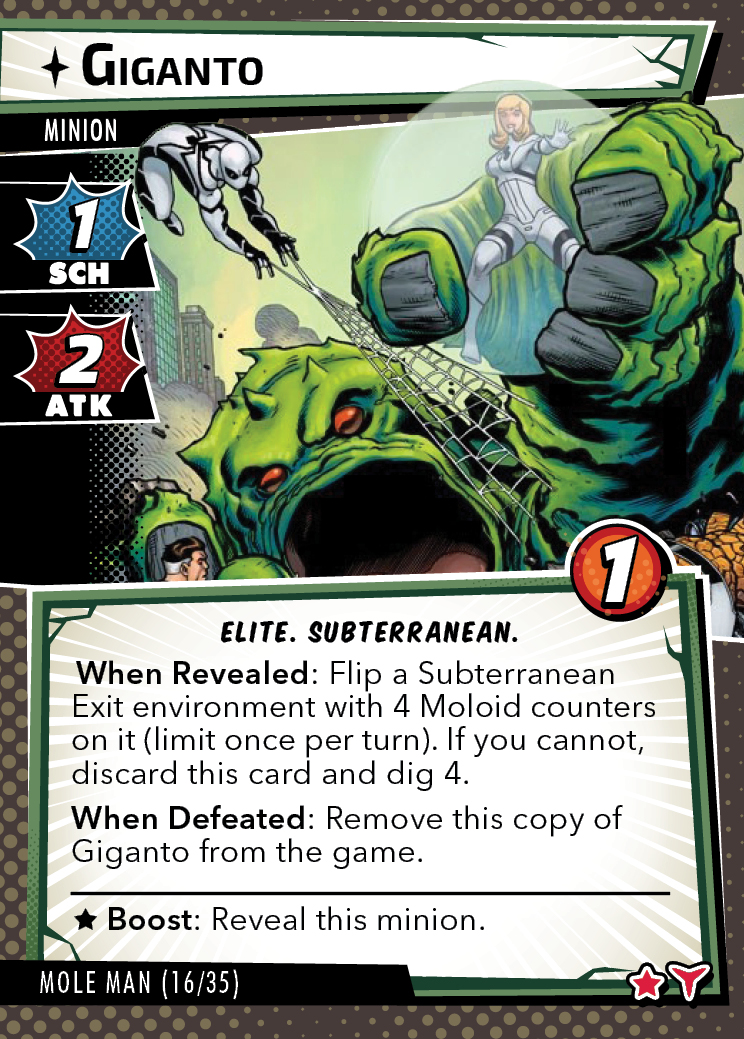 Giganto
MINION
1
SCH
2
ATK
1
ELITE. SUBTERRANEAN.
When Revealed: Flip a Subterranean
Exit environment with 4 Moloid counters
on it (limit once per turn). If you cannot,
discard this card and dig 4.
When Defeated: Remove this copy of
Giganto from the game.
★ Boost: Reveal this minion.
MOLE MAN (16/35)